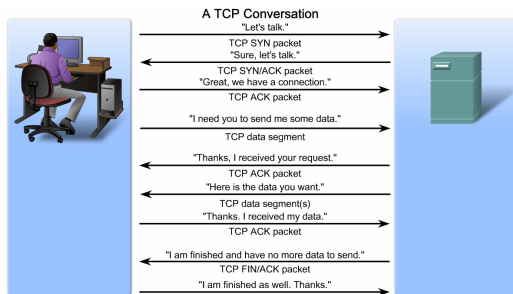 A TCP Conversation
"Let's talk."
TCP SYN packet
"Sure, let's talk."
TCP SYN/ACK packet
"Great, we have a connection."
TCP ACK packet
"I need you to send me some data."
TCP data segment
"Thanks, I received your request."
TCP ACK packet
"Here is the data you want."
TCP data segment(s)
"Thanks. I received my data."
TCP ACK packet
"I am finished and have no more data to send."
TCP FIN/ACK packet
"I am finished as well. Thanks."